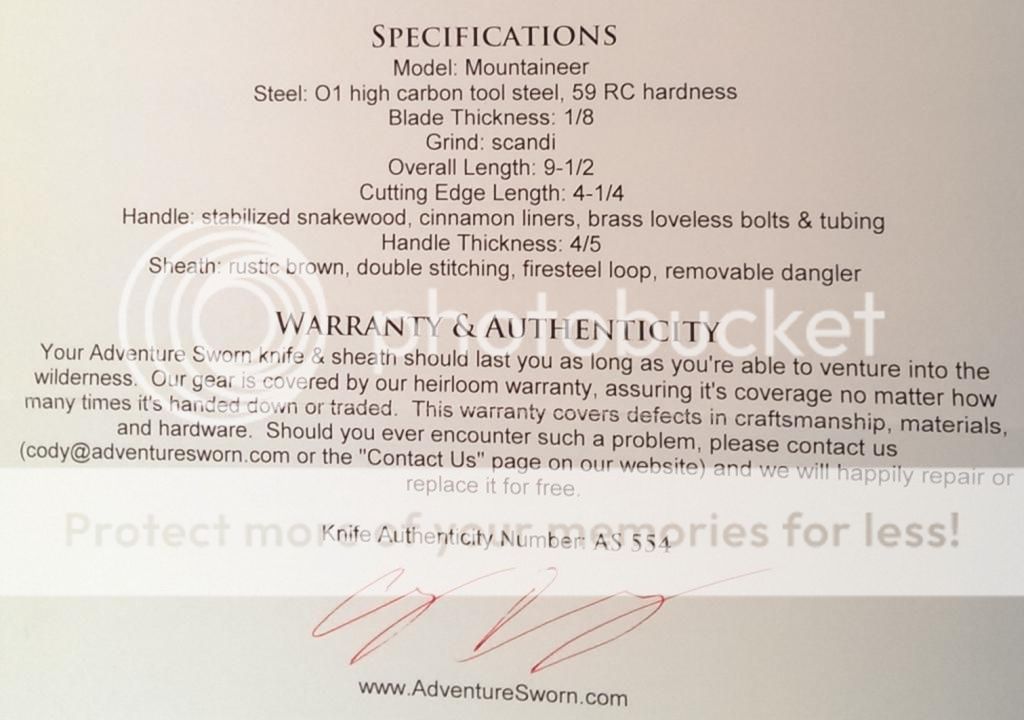 SPECIFICATIONS
Model: Mountaineer
Steel: O1 high carbon tool steel, 59 RC hardness
Blade Thickness: 1/8
Grind: scandi
Overall Length: 9-1/2
Cutting Edge Length: 4-1/4
Handle: stabilized snakewood, cinnamon liners, brass loveless bolts & tubing
Handle Thickness: 4/5
Sheath: rustic brown, double stitching, firesteel loop, removable dangler
photobucket
WARRANTY & AUTHENTICITY
Your Adventure Sworn knife & sheath should last you as long as you're able to venture into the
wilderness. Our gear is covered by our heirloom warranty, assuring it's coverage no matter how
many times it's handed down or traded. This warranty covers defects in craftsmanship, materials,
and hardware. Should you ever encounter such a problem, please contact us
(cody@adventuresworn.com or the "Contact Us" page on our website) and we will happily repair or
replace it for free.
Protect more of your memories for less!
Knife Authenticity Number: AS 554
www.AdventureSworn.com